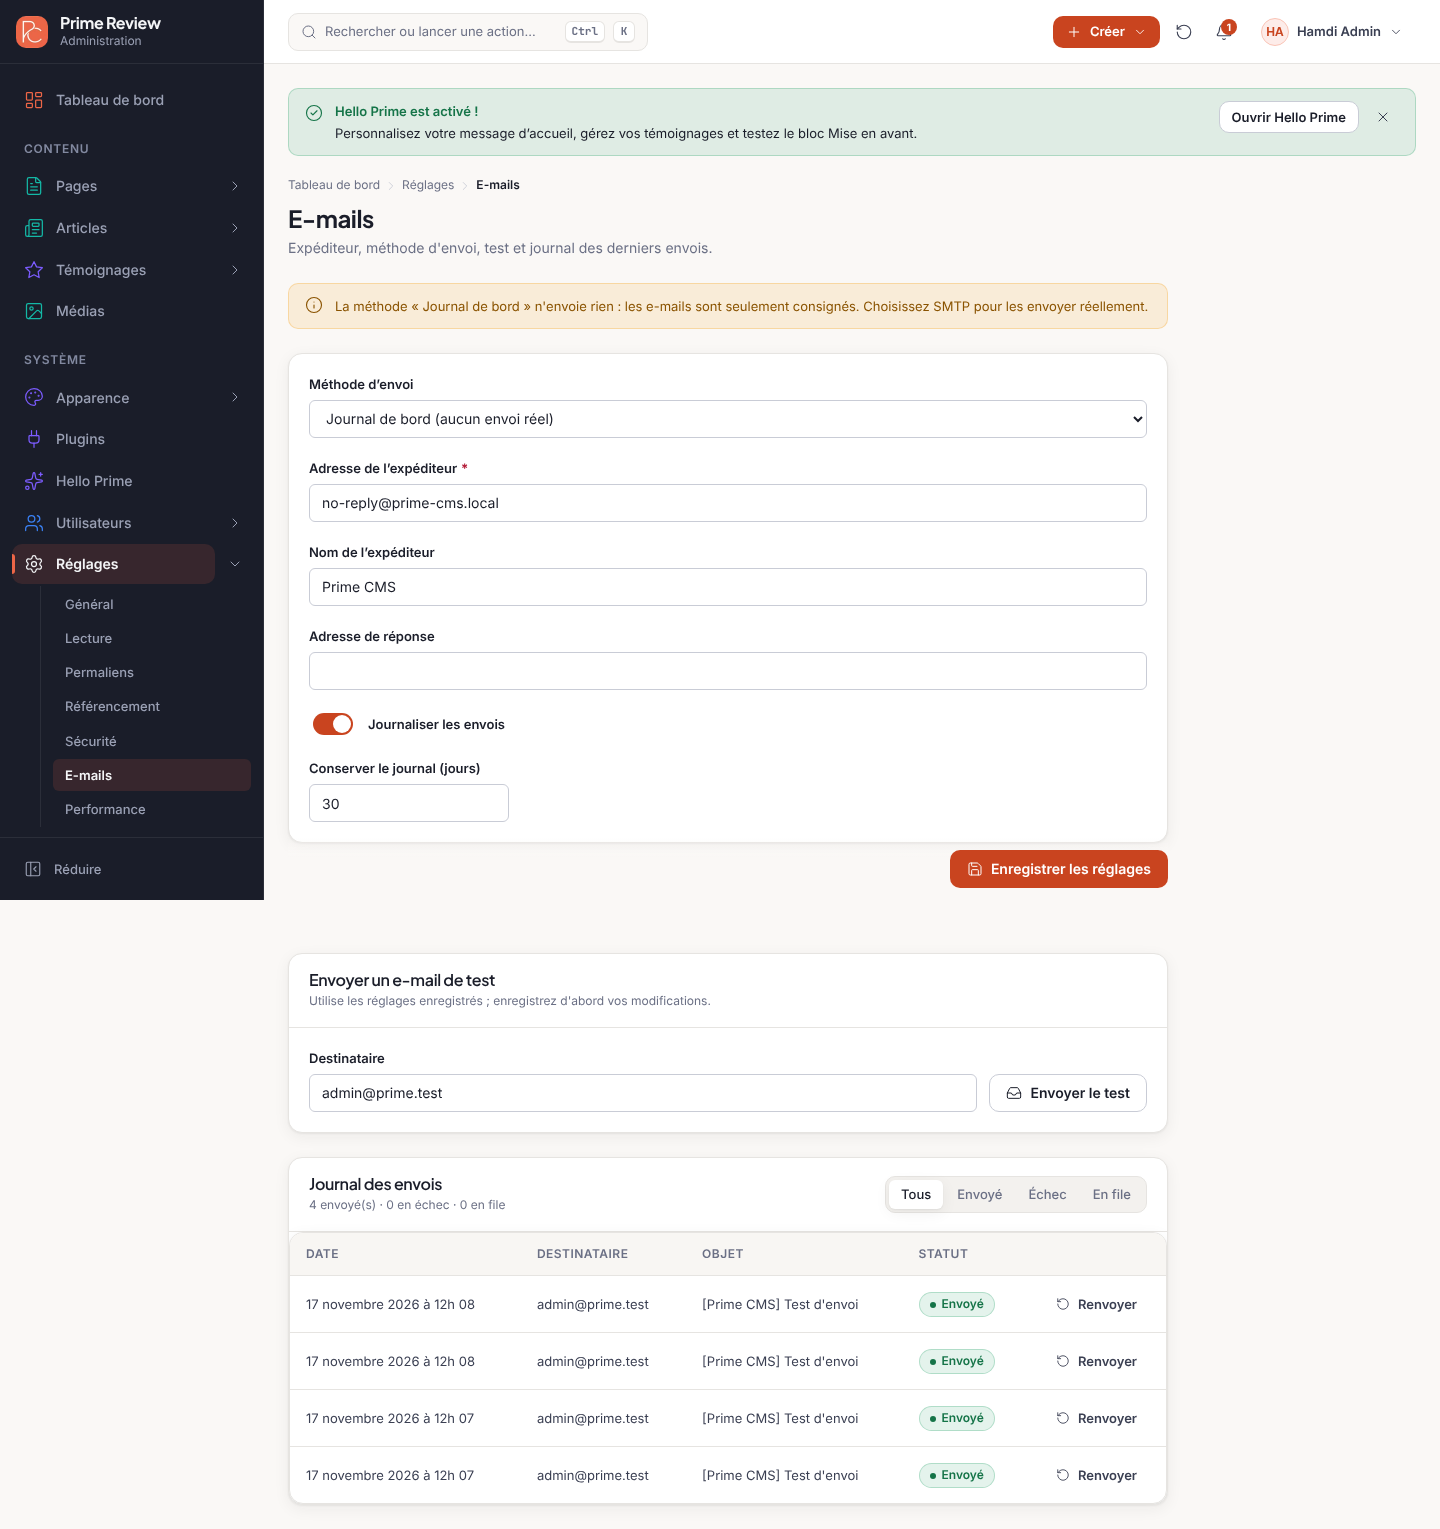 Prime Review
Administration
Rechercher ou lancer une action... Ctrl K
Créer
1
HA Hamdi Admin
Tableau de bord
CONTENU
Pages
Articles
Témoignages
Médias
SYSTÈME
Apparence
Plugins
Hello Prime
Utilisateurs
Réglages
Général
Lecture
Permaliens
Référencement
Sécurité
E-mails
Performance
Réduire
Hello Prime est activé !
Personnalisez votre message d’accueil, gérez vos témoignages et testez le bloc Mise en avant.
Ouvrir Hello Prime
Tableau de bord Réglages E-mails
E-mails
Expéditeur, méthode d'envoi, test et journal des derniers envois.
La méthode « Journal de bord » n'envoie rien : les e-mails sont seulement consignés. Choisissez SMTP pour les envoyer réellement.
Méthode d’envoi
Journal de bord (aucun envoi réel)
Adresse de l’expéditeur *
no-reply@prime-cms.local
Nom de l’expéditeur
Prime CMS
Adresse de réponse
Journaliser les envois
Conserver le journal (jours)
30
Enregistrer les réglages
Envoyer un e-mail de test
Utilise les réglages enregistrés ; enregistrez d'abord vos modifications.
Destinataire
admin@prime.test
Envoyer le test
Journal des envois
4 envoyé(s) · 0 en échec · 0 en file
Tous Envoyé Échec En file
DATE DESTINATAIRE OBJET STATUT
17 novembre 2026 à 12h 08 admin@prime.test [Prime CMS] Test d'envoi Envoyé Renvoyer
17 novembre 2026 à 12h 08 admin@prime.test [Prime CMS] Test d'envoi Envoyé Renvoyer
17 novembre 2026 à 12h 07 admin@prime.test [Prime CMS] Test d'envoi Envoyé Renvoyer
17 novembre 2026 à 12h 07 admin@prime.test [Prime CMS] Test d'envoi Envoyé Renvoyer